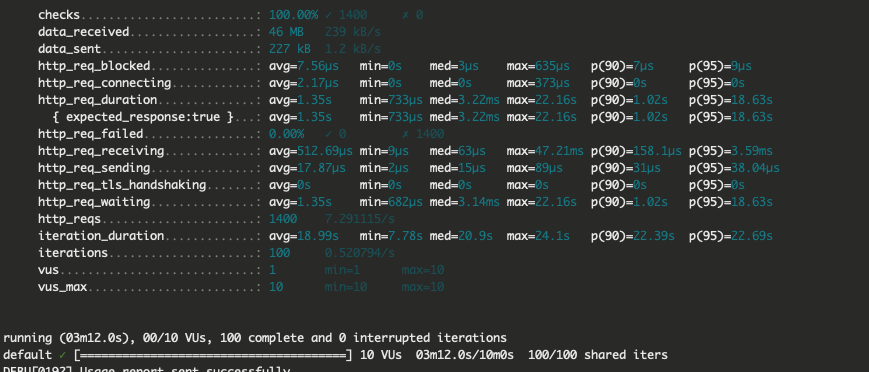 checks.........................: 100.00% ✓ 1400 ✗ 0
data_received..................: 46 MB 239 kB/s
data_sent......................: 227 kB 1.2 kB/s
http_req_blocked...............: avg=7.56µs min=0s med=3µs max=635µs p(90)=7µs p(95)=9µs
http_req_connecting............: avg=2.17µs min=0s med=0s max=373µs p(90)=0s p(95)=0s
http_req_duration..............: avg=1.35s min=733µs med=3.22ms max=22.16s p(90)=1.02s p(95)=18.63s
{ expected_response:true }...: avg=1.35s min=733µs med=3.22ms max=22.16s p(90)=1.02s p(95)=18.63s
http_req_failed................: 0.00% ✓ 0 ✗ 1400
http_req_receiving.............: avg=512.69µs min=9µs med=63µs max=47.21ms p(90)=158.1µs p(95)=3.59ms
http_req_sending...............: avg=17.87µs min=2µs med=15µs max=89µs p(90)=31µs p(95)=38.04µs
http_req_tls_handshaking.......: avg=0s min=0s med=0s max=0s p(90)=0s p(95)=0s
http_req_waiting...............: avg=1.35s min=682µs med=3.14ms max=22.16s p(90)=1.02s p(95)=18.63s
http_reqs......................: 1400 7.291115/s
iteration_duration.............: avg=18.99s min=7.78s med=20.9s max=24.1s p(90)=22.39s p(95)=22.69s
iterations.....................: 100 0.520794/s
vus............................: 1 min=1 max=10
vus_max........................: 10 min=10 max=10
running (03m12.0s), 00/10 VUs, 100 complete and 0 interrupted iterations
default ✓ [======================================] 10 VUs 03m12.0s/10m0s 100/100 shared iters
DEBU[0192] Usage report sent successfully